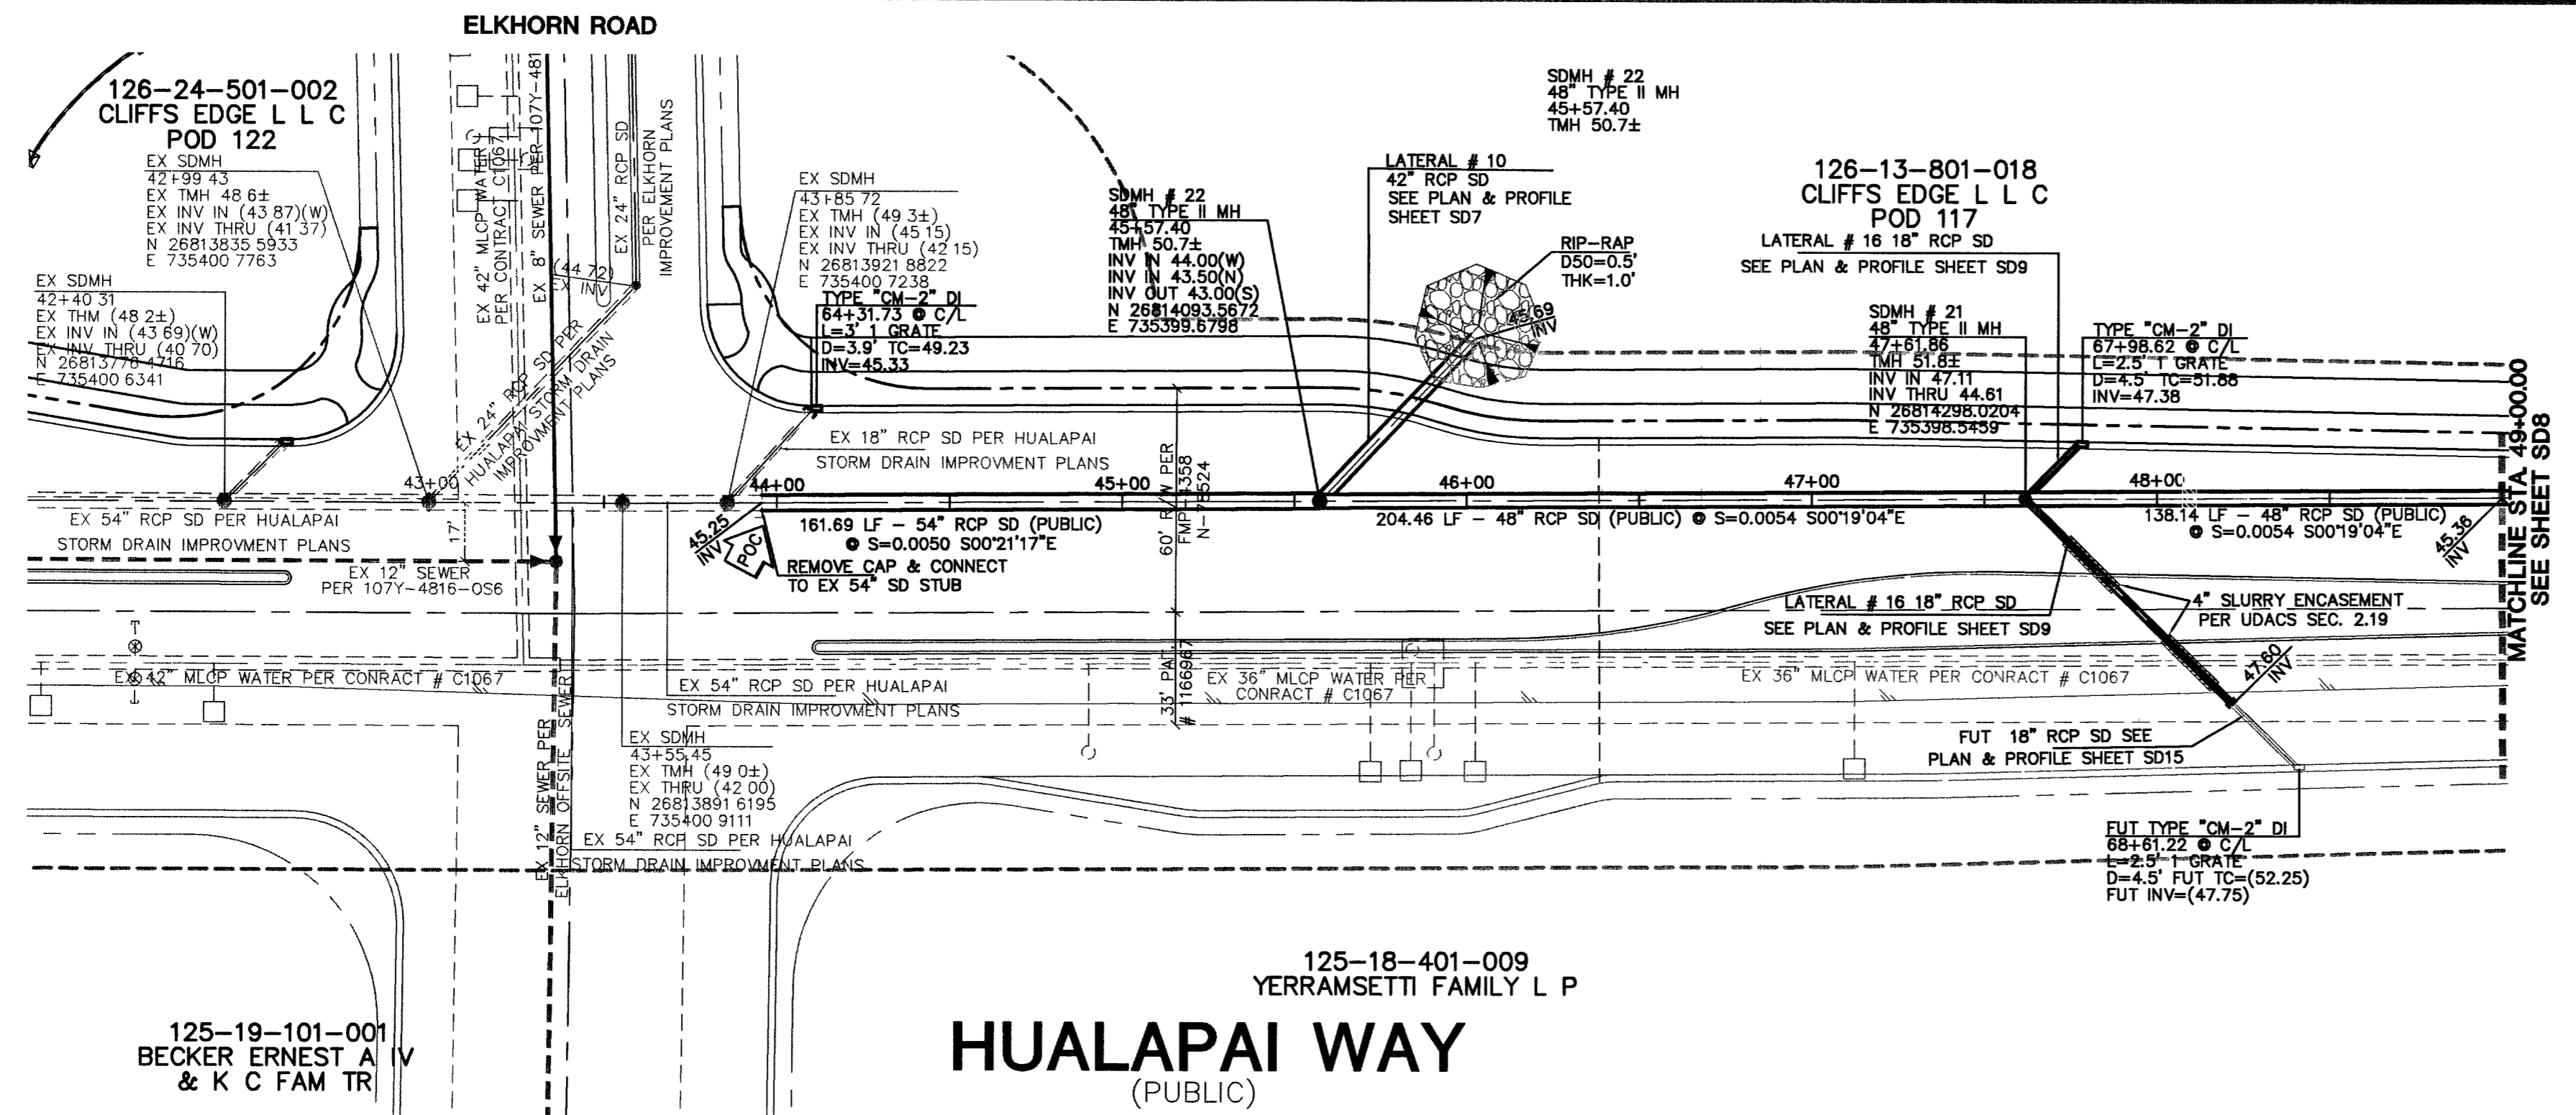 ELKHORN ROAD
126-24-501-002
CLIFFS EDGE L L C
POD 122
EX SDMH
42+99 43
EX TMH 48 6±
EX INV IN (43 87)(W)
EX INV THRU (41 37)
N 26813835 5933
E 735400 7763
EX SDMH
42+40 31
EX THM (48 2±)
EX INV IN (43 69)(W)
EX INV THRU (40 70)
N 26813778 4716
E 735400 6341
EX 42" MLCP WATER
PER CONTRACT C1067
EX 8" SEWER PER 107Y-481
EX 24" RCP SD
PER ELKHORN
IMPROVEMENT PLANS
(44 72)
EX INV
EX 24" RCP SD PER
HUALAPAI STORM DRAIN
IMPROVMENT PLANS
EX SDMH
43+85 72
EX TMH (49 3±)
EX INV IN (45 15)
EX INV THRU (42 15)
N 26813921 8822
E 735400 7238
TYPE "CM-2" DI
64+31.73 @ C/L
L=3' 1 GRATE
D=3.9' TC=49.23
INV=45.33
SDMH # 22
48" TYPE II MH
45+57.40
TMH 50.7±
INV IN 44.00(W)
INV IN 43.50(N)
INV OUT 43.00(S)
N 26814093.5672
E 735399.6798
LATERAL # 10
42" RCP SD
SEE PLAN & PROFILE
SHEET SD7
SDMH # 22
48" TYPE II MH
45+57.40
TMH 50.7±
RIP-RAP
D50=0.5'
THK=1.0'
45.69
INV
126-13-801-018
CLIFFS EDGE L L C
POD 117
LATERAL # 16 18" RCP SD
SEE PLAN & PROFILE SHEET SD9
SDMH # 21
48" TYPE II MH
47+61.86
TMH 51.8±
INV IN 47.11
INV THRU 44.61
N 26814298.0204
E 735398.5459
TYPE "CM-2" DI
67+98.62 @ C/L
L=2.5' 1 GRATE
D=4.5' TC=51.88
INV=47.38
MATCHLINE STA 49+00.00
SEE SHEET SD8
EX 18" RCP SD PER HUALAPAI
STORM DRAIN IMPROVMENT PLANS
43+00
44+00
45+00
46+00
47+00
48+00
EX 54" RCP SD PER HUALAPAI
STORM DRAIN IMPROVMENT PLANS
17'
EX 12" SEWER
PER 107Y-4816-OS6
45.25
INV
POC
161.69 LF - 54" RCP SD (PUBLIC)
@ S=0.0050 S00°21'17"E
REMOVE CAP & CONNECT
TO EX 54" SD STUB
60' R/W PER
33' PAT.
# 1166967
204.46 LF - 48" RCP SD (PUBLIC) @ S=0.0054 S00°19'04"E
138.14 LF - 48" RCP SD (PUBLIC)
@ S=0.0054 S00°19'04"E
45.36
INV
LATERAL # 16 18" RCP SD
SEE PLAN & PROFILE SHEET SD9
4" SLURRY ENCASEMENT
PER UDACS SEC. 2.19
47.60
INV
EX 42" MLCP WATER PER CONRACT # C1067
EX 54" RCP SD PER HUALAPAI
STORM DRAIN IMPROVMENT PLANS
EX 36" MLCP WATER PER
CONRACT # C1067
EX 36" MLCP WATER PER CONRACT # C1067
FUT 18" RCP SD SEE
PLAN & PROFILE SHEET SD15
EX SDMH
43+55.45
EX TMH (49 0±)
EX THRU (42 00)
N 26813891 6195
E 735400 9111
EX 54" RCP SD PER HUALAPAI
STORM DRAIN IMPROVMENT PLANS
EX 12" SEWER PER
ELKHORN OFFSITE SEWER
FUT TYPE "CM-2" DI
68+61.22 @ C/L
L=2.5' 1 GRATE
D=4.5' FUT TC=(52.25)
FUT INV=(47.75)
125-18-401-009
YERRAMSETTI FAMILY L P
125-19-101-001
BECKER ERNEST A IV
& K C FAM TR
HUALAPAI WAY
(PUBLIC)